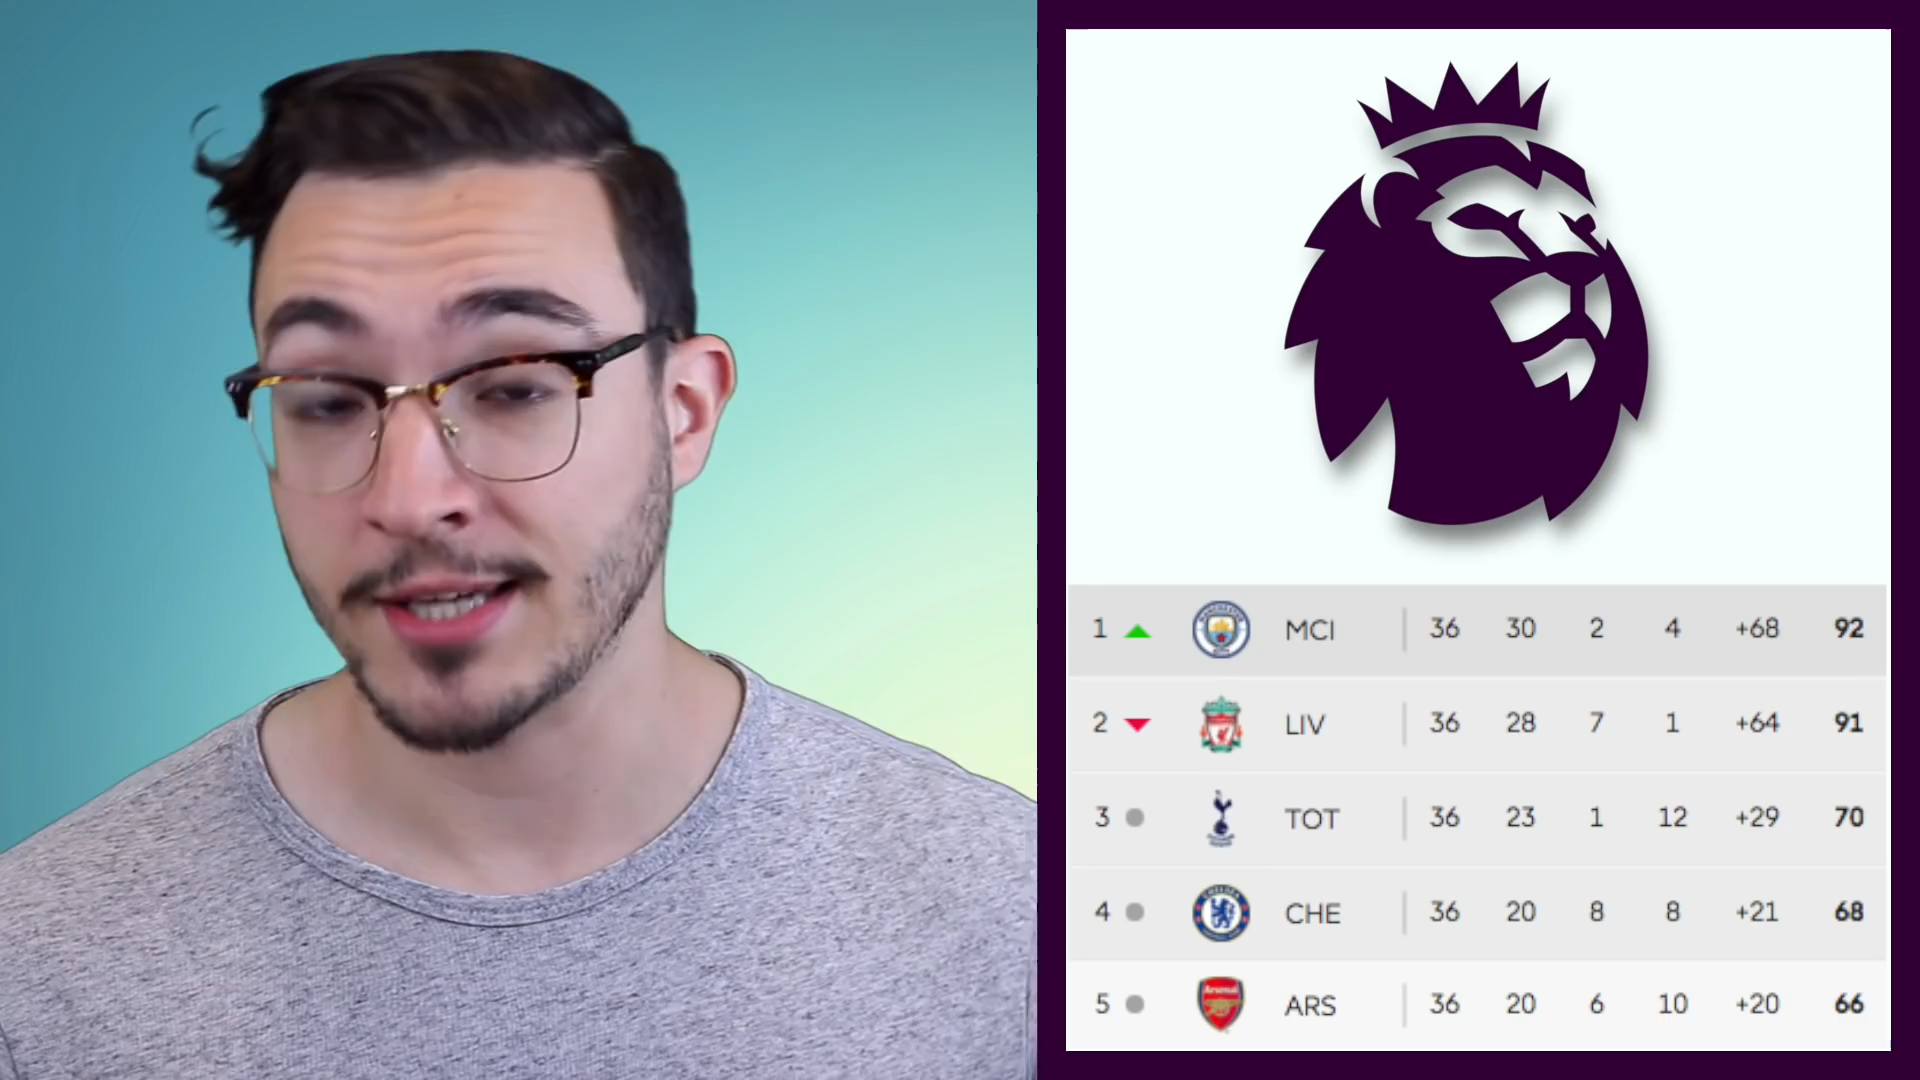 1 MCI 36 30 2 4 +68 92
2 LIV 36 28 7 1 +64 91
3 TOT 36 23 1 12 +29 70
4 CHE 36 20 8 8 +21 68
5 ARS 36 20 6 10 +20 66